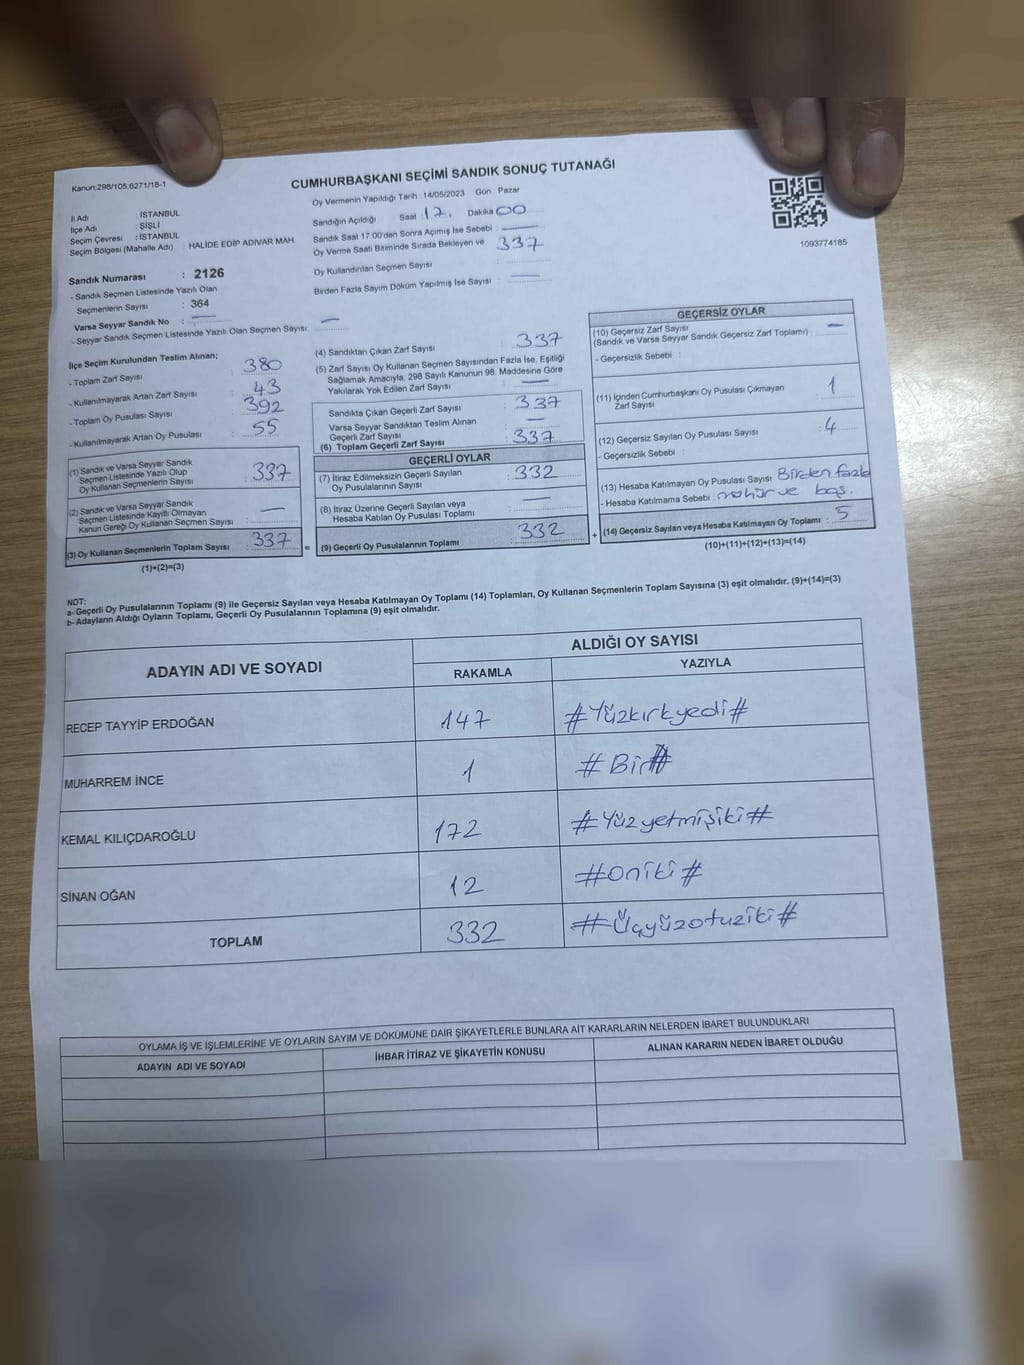 Kanun;298/105;6271/18-1
CUMHURBAŞKANI SEÇİMİ SANDIK SONUÇ TUTANAĞI
Oy Vermenin Yapıldığı Tarih : 14/05/2023 Gün : Pazar
İl Adı : İSTANBUL
İlçe Adı : ŞİŞLİ
Seçim Çevresi : İSTANBUL
Seçim Bölgesi (Mahalle Adı) HALİDE EDİP ADIVAR MAH.
Sandık Numarası : 2126
- Sandık Seçmen Listesinde Yazılı Olan
Seçmenlerin Sayısı : 364
Varsa Seyyar Sandık No : —
- Seyyar Sandık Seçmen Listesinde Yazılı Olan Seçmen Sayısı: —
Sandığın Açıldığı Saat 17. Dakika 00
Sandık Saat 17.00'den Sonra Açımış İse Sebebi : —
Oy Verme Saati Bitiminde Sırada Bekleyen ve
Oy Kullandırılan Seçmen Sayısı : 337
Birden Fazla Sayım Döküm Yapılmış İse Sayısı : —
1093774185
İlçe Seçim Kurulundan Teslim Alınan;
- Toplam Zarf Sayısı : 380
- Kullanılmayarak Artan Zarf Sayısı : 43
- Toplam Oy Pusulası Sayısı : 392
- Kullanılmayarak Artan Oy Pusulası : 55
(1) Sandık ve Varsa Seyyar Sandık
Seçmen Listesinde Yazılı Olup
Oy Kullanan Seçmenlerin Sayısı : 337
(2) Sandık ve Varsa Seyyar Sandık
Seçmen Listesinde Kayıtlı Olmayan
Kanun Gereği Oy Kullanan Seçmen Sayısı : —
(3) Oy Kullanan Seçmenlerin Toplam Sayısı : 337
(1)+(2)=(3)
(4) Sandıktan Çıkan Zarf Sayısı : 337
(5) Zarf Sayısı Oy Kullanan Seçmen Sayısından Fazla İse, Eşitliği
Sağlamak Amacıyla, 298 Sayılı Kanunun 98. Maddesine Göre
Yakılarak Yok Edilen Zarf Sayısı : —
Sandıkta Çıkan Geçerli Zarf Sayısı : 337
Varsa Seyyar Sandıktan Teslim Alınan
Geçerli Zarf Sayısı : —
(6) Toplam Geçerli Zarf Sayısı : 337
GEÇERLİ OYLAR
(7) İtiraz Edilmeksizin Geçerli Sayılan
Oy Pusulalarının Sayısı : 332
(8) İtiraz Üzerine Geçerli Sayılan veya
Hesaba Katılan Oy Pusulası Toplamı : —
= (9) Geçerli Oy Pusulalarının Toplamı : 332
GEÇERSİZ OYLAR
(10) Geçersiz Zarf Sayısı
(Sandık ve Varsa Seyyar Sandık Geçersiz Zarf Toplamı) : —
- Geçersizlik Sebebi :
(11) İçinden Cumhurbaşkanı Oy Pusulası Çıkmayan
Zarf Sayısı : 1
(12) Geçersiz Sayılan Oy Pusulası Sayısı : 4
- Geçersizlik Sebebi :
(13) Hesaba Katılmayan Oy Pusulası Sayısı : Birden fazla
- Hesaba Katılmama Sebebi : mühür ve boş.
+ (14) Geçersiz Sayılan veya Hesaba Katılmayan Oy Toplamı : 5
(10)+(11)+(12)+(13)=(14)
NOT:
a- Geçerli Oy Pusulalarının Toplamı (9) ile Geçersiz Sayılan veya Hesaba Katılmayan Oy Toplamı (14) Toplamları, Oy Kullanan Seçmenlerin Toplam Sayısına (3) eşit olmalıdır. (9)+(14)=(3)
b- Adayların Aldığı Oyların Toplamı, Geçerli Oy Pusulalarının Toplamına (9) eşit olmalıdır.
ADAYIN ADI VE SOYADI ALDIĞI OY SAYISI
RAKAMLA YAZIYLA
RECEP TAYYİP ERDOĞAN 147 #Yüzkırkyedi#
MUHARREM İNCE 1 #Bir#
KEMAL KILIÇDAROĞLU 172 #Yüzyetmişiki#
SİNAN OĞAN 12 #Oniki#
TOPLAM 332 #Üçyüzotuziki#
OYLAMA İŞ VE İŞLEMLERİNE VE OYLARIN SAYIM VE DÖKÜMÜNE DAİR ŞİKAYETLERLE BUNLARA AİT KARARLARIN NELERDEN İBARET BULUNDUKLARI
ADAYIN ADI VE SOYADI İHBAR İTİRAZ VE ŞİKAYETİN KONUSU ALINAN KARARIN NEDEN İBARET OLDUĞU